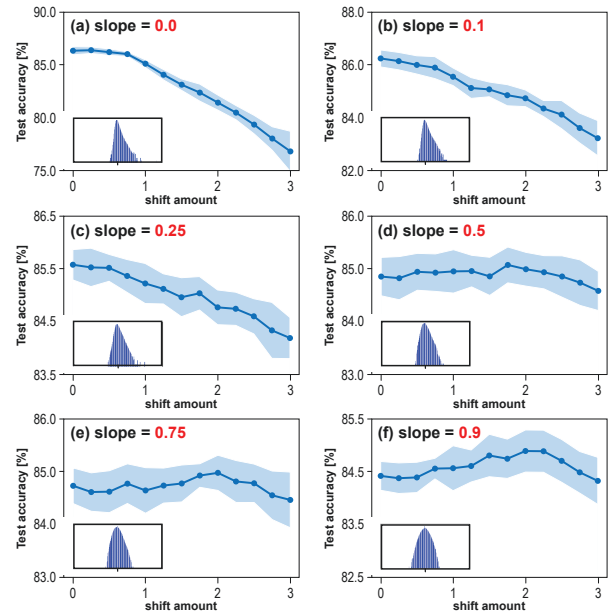 (a) slope = 0.0
Test accuracy [%]
90.0
85.0
80.0
75.0
0 1 2 3
shift amount
(b) slope = 0.1
Test accuracy [%]
88.0
86.0
84.0
82.0
0 1 2 3
shift amount
(c) slope = 0.25
Test accuracy [%]
86.5
85.5
84.5
83.5
0 1 2 3
shift amount
(d) slope = 0.5
Test accuracy [%]
86.0
85.0
84.0
83.0
0 1 2 3
shift amount
(e) slope = 0.75
Test accuracy [%]
86.0
85.0
84.0
83.0
0 1 2 3
shift amount
(f) slope = 0.9
Test accuracy [%]
85.5
84.5
83.5
82.5
0 1 2 3
shift amount